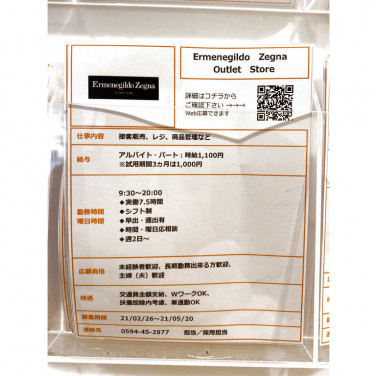 Ermenegildo Zegna
Ermenegildo Zegna
Outlet Store
詳細はコチラから
ご確認下さい →→→
Web応募できます
仕事内容 接客販売、レジ、商品管理など
給与 アルバイト・パート：時給1,100円
※試用期間3ヵ月は1,000円
9:30～20:00
◆実働7.5時間
勤務時間 ◆シフト制
曜日時間 ◆早出・遅出有
◆時間・曜日応相談
◆週2日～
応募資格 未経験者歓迎、長期勤務出来る方歓迎、
主婦（夫）歓迎
待遇 交通費全額支給、WワークOK、
扶養控除内考慮、車通勤OK
募集期間 21/02/26～21/05/20
連絡先 0594-45-2977 担当／採用担当